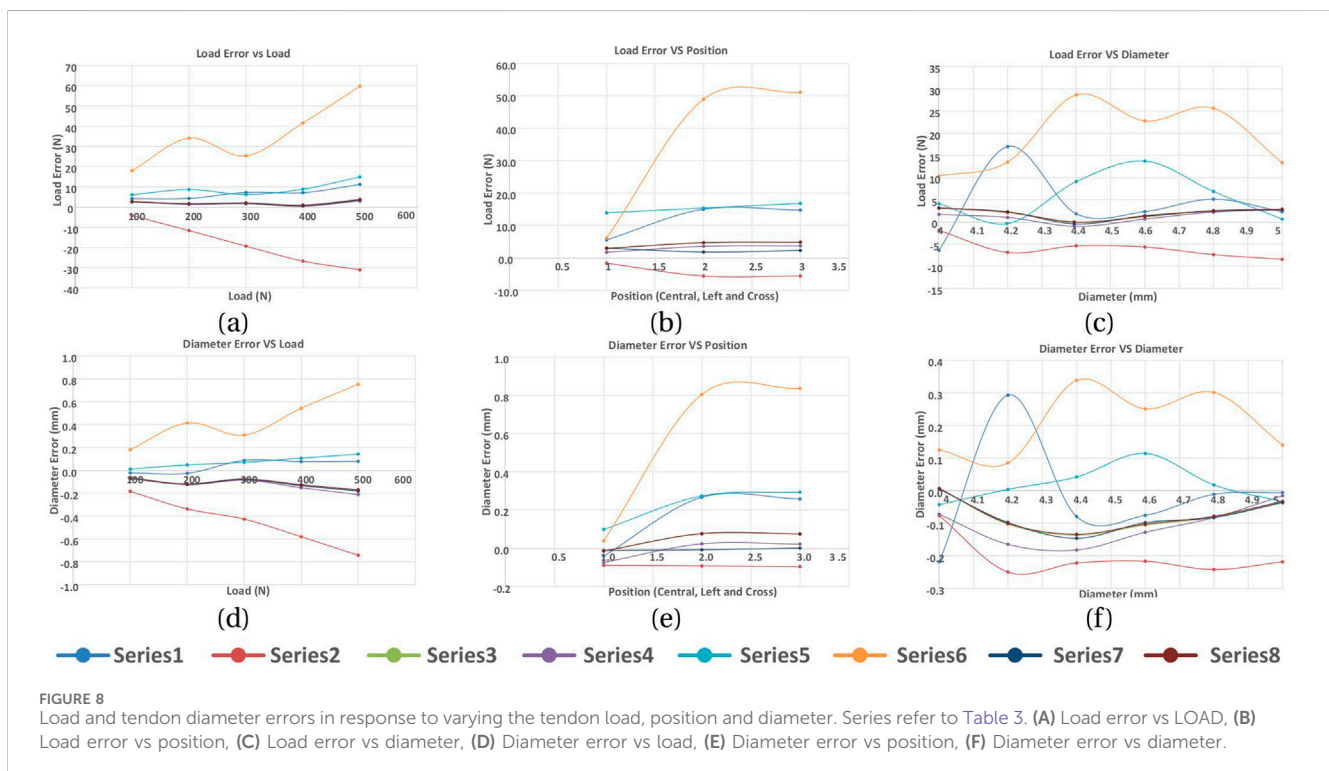 Load Error vs Load
70
60
50
40
30
20
10
0
-10
-20
-30
-40
100 200 300 400 500 600
Load Error (N)
Load (N)
(a)
Load Error VS Position
60.0
50.0
40.0
30.0
20.0
10.0
0.0
-10.0
0.5 1 1.5 2 2.5 3 3.5
Load Error (N)
Position (Central, Left and Cross)
(b)
Load Error VS Diameter
35
30
25
20
15
10
5
0
-5
-10
-15
4 4.1 4.2 4.3 4.4 4.5 4.6 4.7 4.8 4.9 5
Load Error (N)
Diameter (mm)
(c)
Diameter Error VS Load
1.0
0.8
0.6
0.4
0.2
0.0
-0.2
-0.4
-0.6
-0.8
-1.0
100 200 300 400 500 600
Diameter Error (mm)
Load (N)
(d)
Diameter Error VS Position
1.0
0.8
0.6
0.4
0.2
0.0
-0.2
0.5 1.0 1.5 2.0 2.5 3.0 3.5
Diameter Error (mm)
Position (Central, Left and Cross)
(e)
Diameter Error VS Diameter
0.4
0.3
0.2
0.1
0.0
-0.1
-0.2
-0.3
4 4.1 4.2 4.3 4.4 4.5 4.6 4.7 4.8 4.9 5
Diameter Error (mm)
Diameter (mm)
(f)
Series1 Series2 Series3 Series4 Series5 Series6 Series7 Series8
FIGURE 8
Load and tendon diameter errors in response to varying the tendon load, position and diameter. Series refer to Table 3. (A) Load error vs LOAD, (B)
Load error vs position, (C) Load error vs diameter, (D) Diameter error vs load, (E) Diameter error vs position, (F) Diameter error vs diameter.